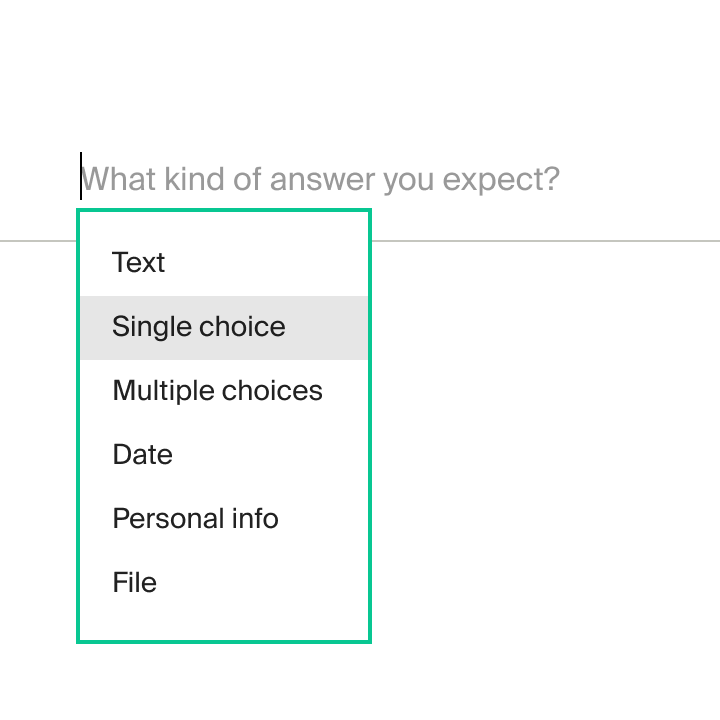 What kind of answer you expect?
Text
Single choice
Multiple choices
Date
Personal info
File